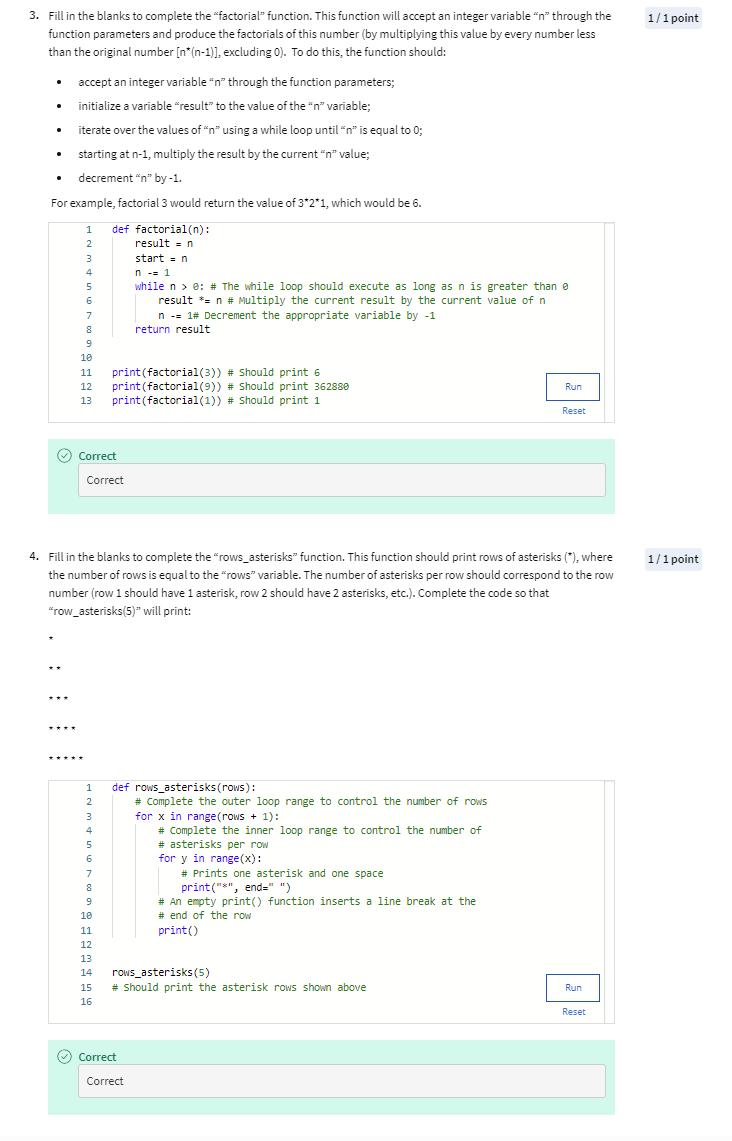 3. Fill in the blanks to complete the “factorial” function. This function will accept an integer variable “n” through the
1 / 1 point
function parameters and produce the factorials of this number (by multiplying this value by every number less
than the original number [n*(n-1)], excluding 0). To do this, the function should:
• accept an integer variable “n” through the function parameters;
• initialize a variable “result” to the value of the “n” variable;
• iterate over the values of “n” using a while loop until “n” is equal to 0;
• starting at n-1, multiply the result by the current “n” value;
• decrement “n” by -1.
For example, factorial 3 would return the value of 3*2*1, which would be 6.
1 def factorial(n):
2 result = n
3 start = n
4 n -= 1
5 while n > 0: # The while loop should execute as long as n is greater than 0
6 result *= n # Multiply the current result by the current value of n
7 n -= 1# Decrement the appropriate variable by -1
8 return result
9
10
11 print(factorial(3)) # Should print 6
12 print(factorial(9)) # Should print 362880
13 print(factorial(1)) # Should print 1
Run
Reset
Correct
Correct
4. Fill in the blanks to complete the “rows_asterisks” function. This function should print rows of asterisks (*), where
1 / 1 point
the number of rows is equal to the “rows” variable. The number of asterisks per row should correspond to the row
number (row 1 should have 1 asterisk, row 2 should have 2 asterisks, etc.). Complete the code so that
“row_asterisks(5)” will print:
*
* *
* * *
* * * *
* * * * *
1 def rows_asterisks(rows):
2 # Complete the outer loop range to control the number of rows
3 for x in range(rows + 1):
4 # Complete the inner loop range to control the number of
5 # asterisks per row
6 for y in range(x):
7 # Prints one asterisk and one space
8 print("*", end=" ")
9 # An empty print() function inserts a line break at the
10 # end of the row
11 print()
12
13
14 rows_asterisks(5)
15 # Should print the asterisk rows shown above
16
Run
Reset
Correct
Correct